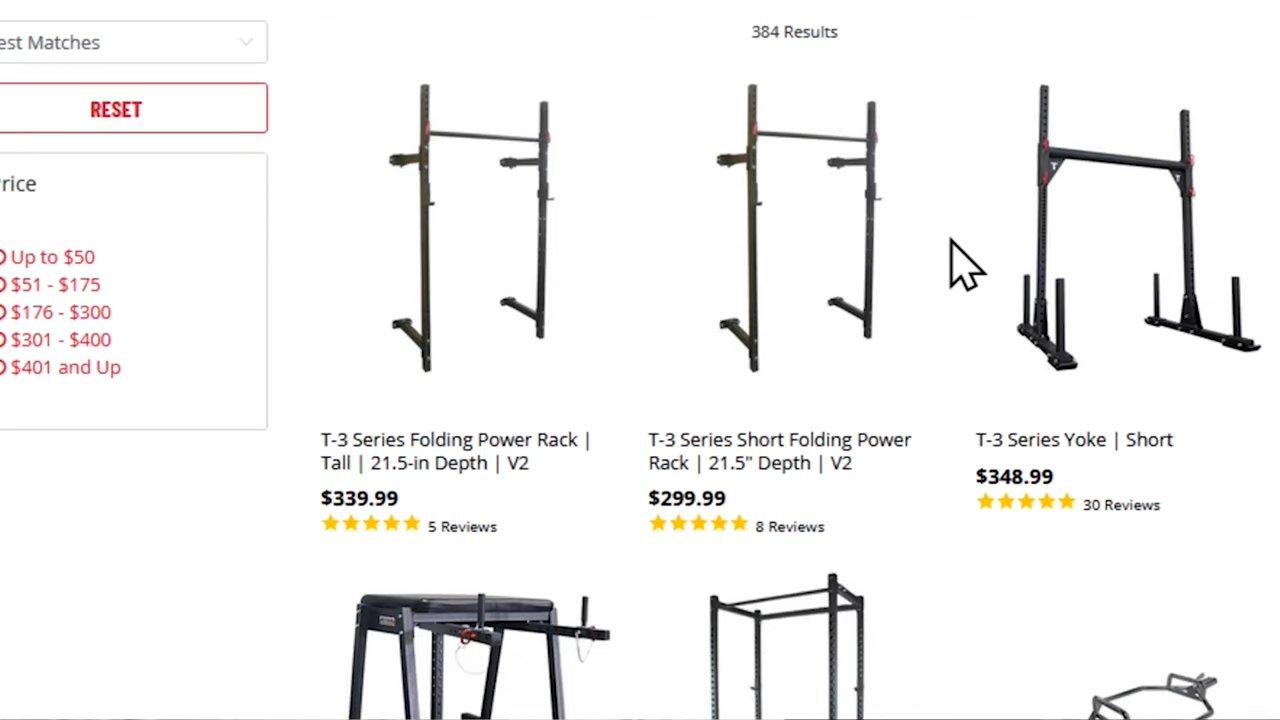 384 Results
est Matches
RESET
rice
Up to $50
$51 - $175
$176 - $300
$301 - $400
$401 and Up
T-3 Series Folding Power Rack |
Tall | 21.5-in Depth | V2
$339.99
5 Reviews
T-3 Series Short Folding Power
Rack | 21.5" Depth | V2
$299.99
8 Reviews
T-3 Series Yoke | Short
$348.99
30 Reviews